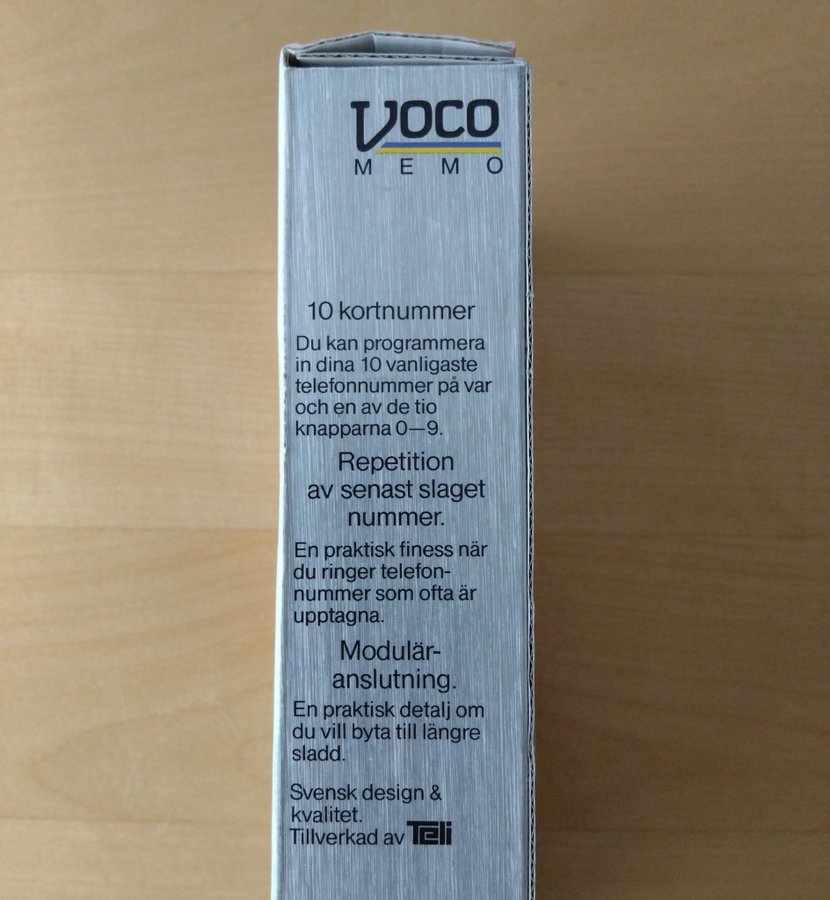 VOCO
MEMO
10 kortnummer
Du kan programmera
in dina 10 vanligaste
telefonnummer på var
och en av de tio
knapparna 0—9.
Repetition
av senast slaget
nummer.
En praktisk finess när
du ringer telefon-
nummer som ofta är
upptagna.
Modulär-
anslutning.
En praktisk detalj om
du vill byta till längre
sladd.
Svensk design &
kvalitet.
Tillverkad av Teli